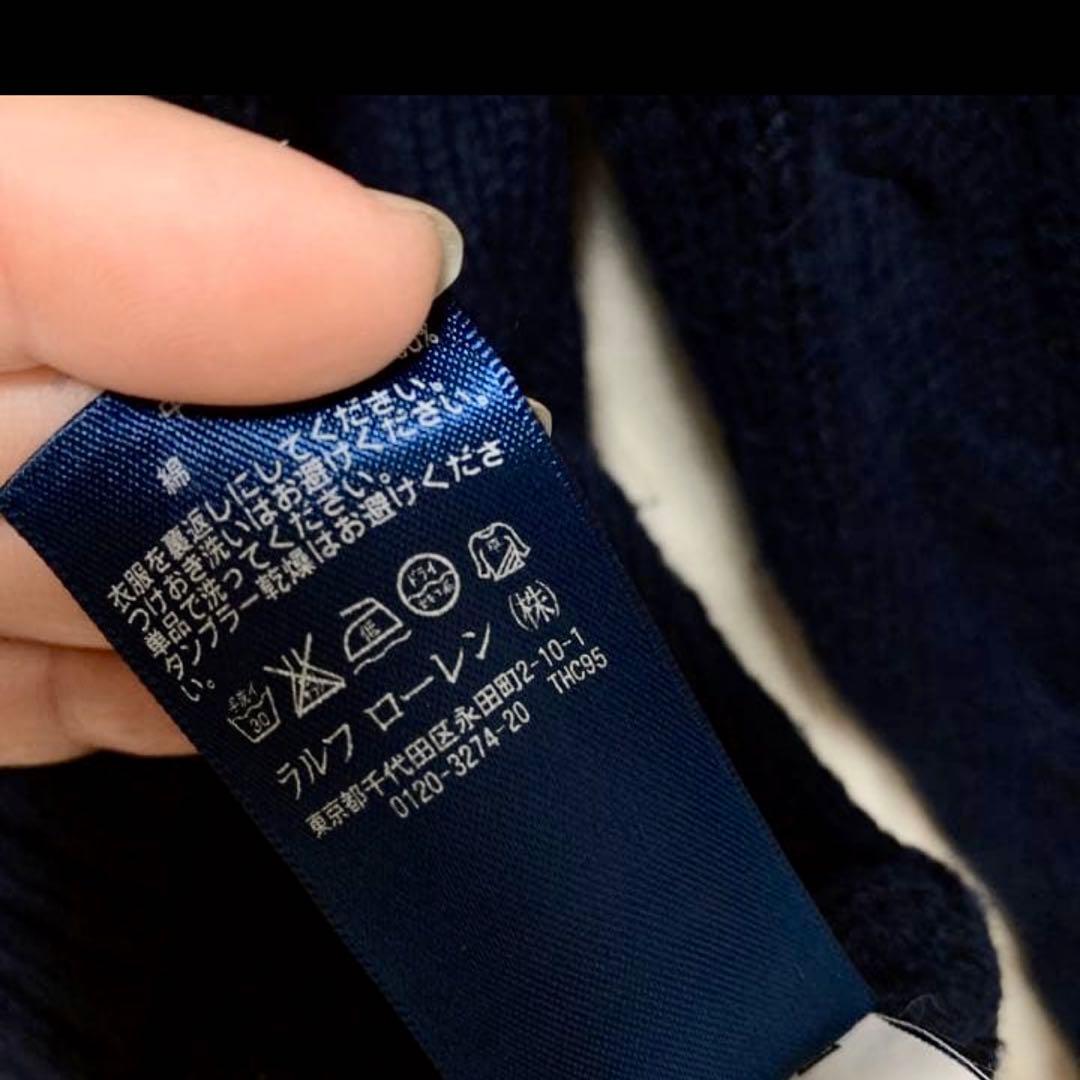 綿
衣服を裏返しにしてください。
つけおき洗いはお避けください。
単品で洗ってください。
タンブラー乾燥はお避けくださ
い。
30
ドライ
ラルフ ローレン (株)
東京都千代田区永田町2-10-1
0120-3274-20 THC95